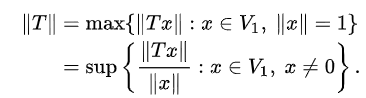 ‖T‖ = max{‖Tx‖ : x ∈ V₁, ‖x‖ = 1}
= sup { ‖Tx‖ / ‖x‖ : x ∈ V₁, x ≠ 0 } .